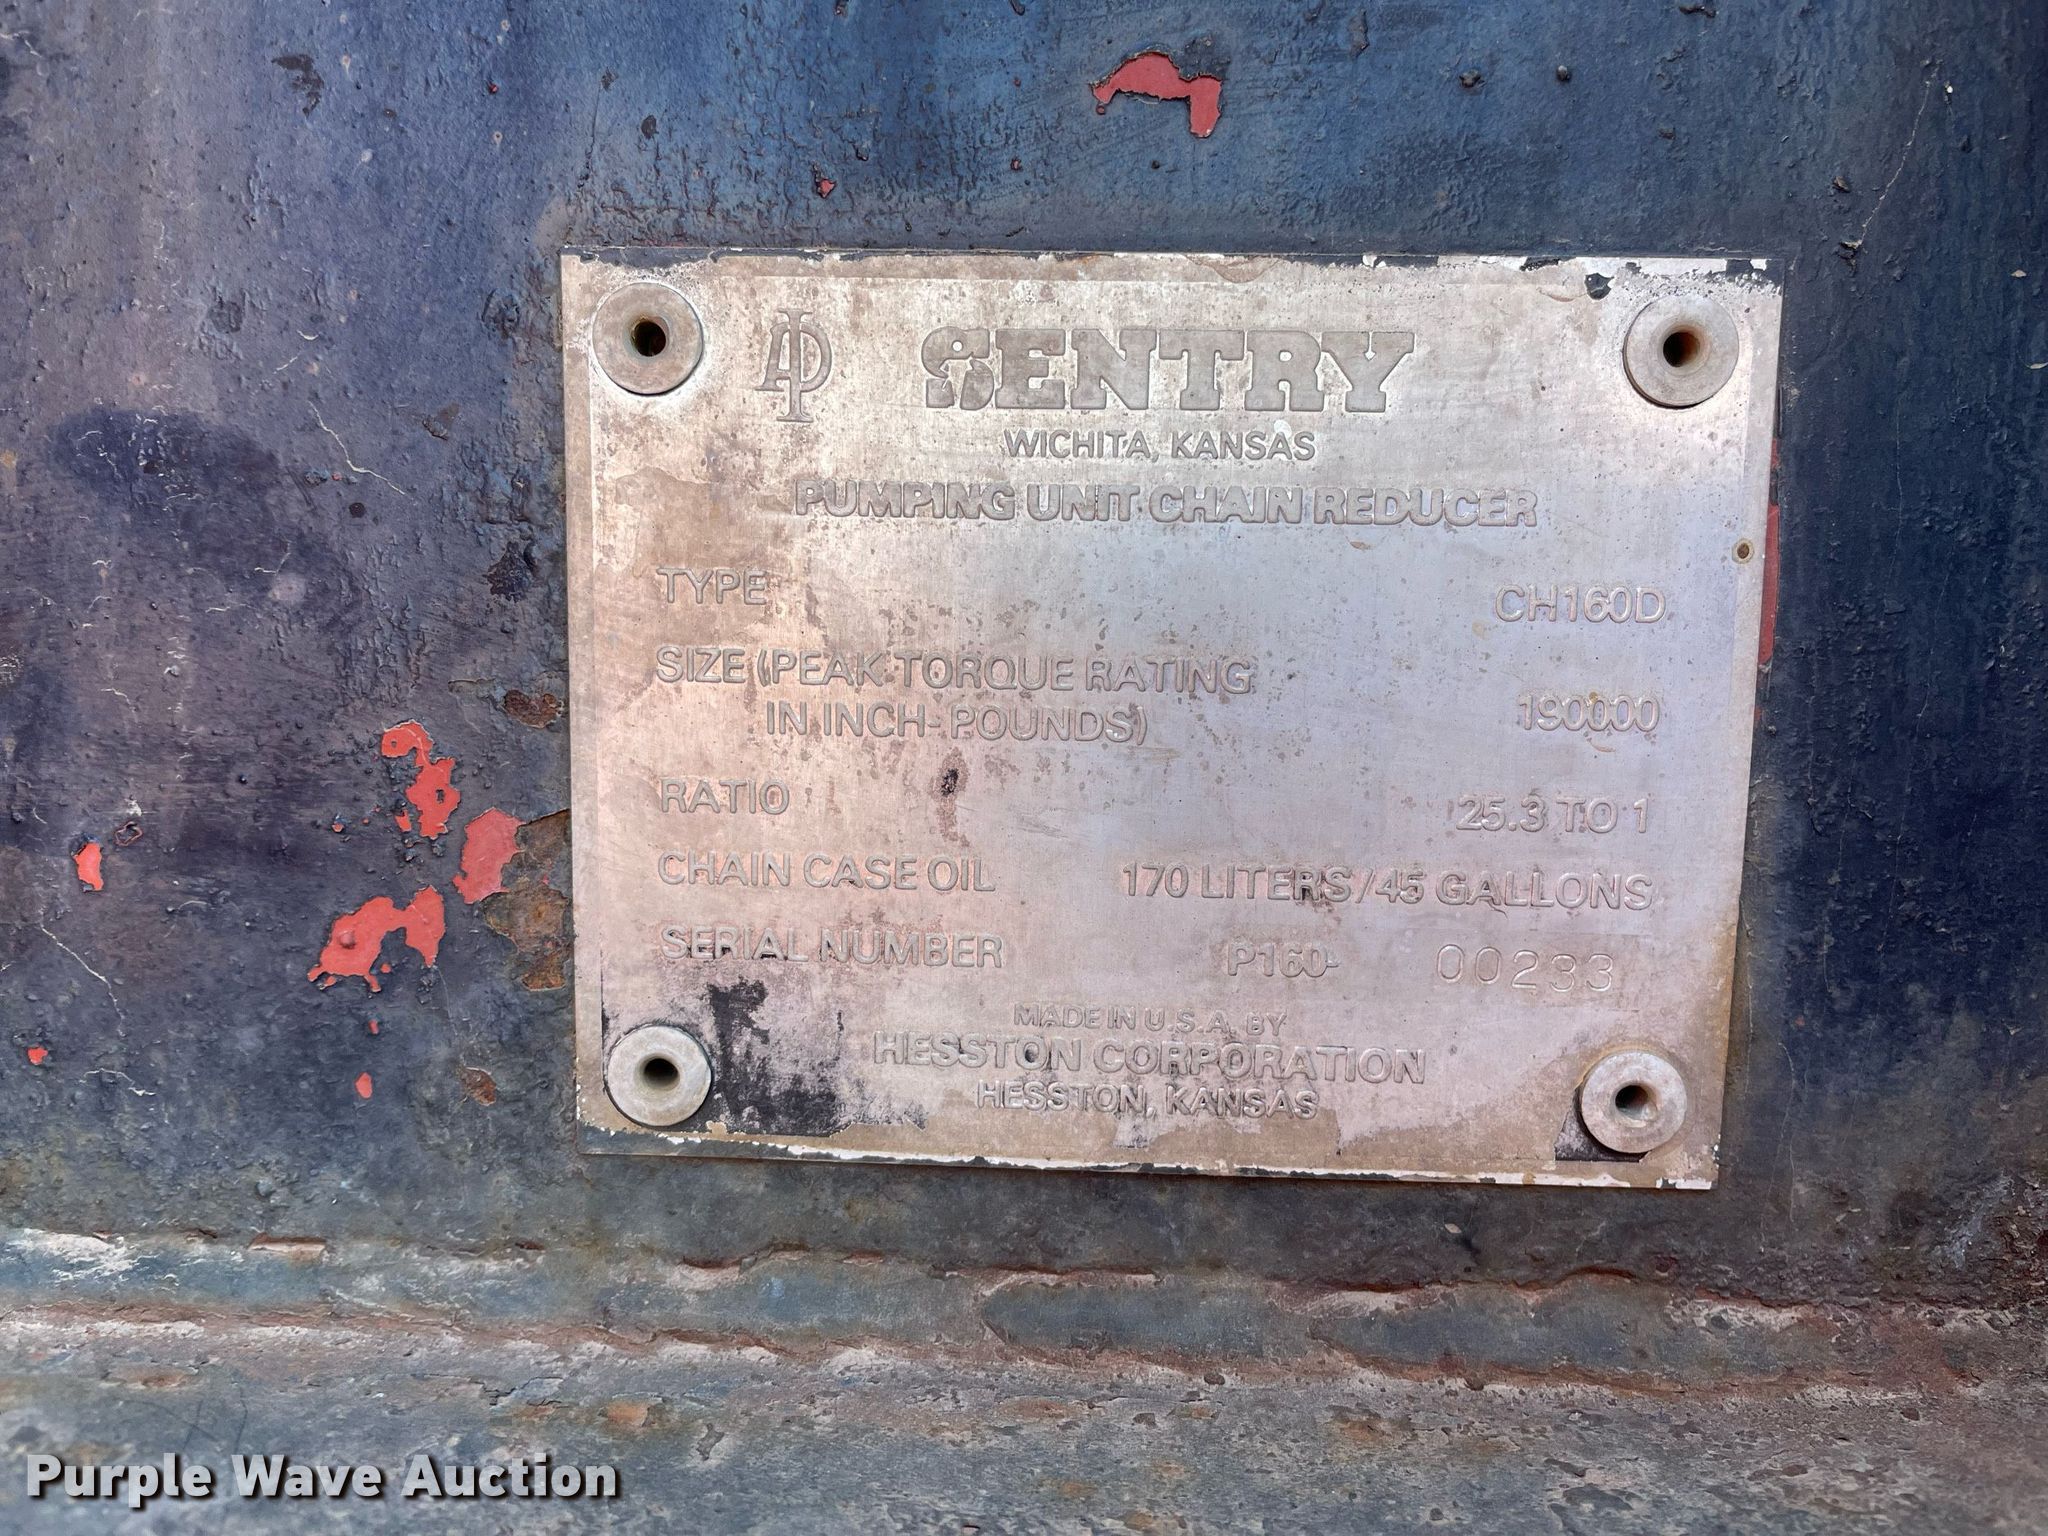 API SENTRY
WICHITA, KANSAS
PUMPING UNIT CHAIN REDUCER
TYPE CH160D
SIZE (PEAK TORQUE RATING
IN INCH-POUNDS) 190000
RATIO 25.3 TO 1
CHAIN CASE OIL 170 LITERS/45 GALLONS
SERIAL NUMBER P160- 00233
MADE IN U.S.A. BY
HESSTON CORPORATION
HESSTON, KANSAS
Purple Wave Auction